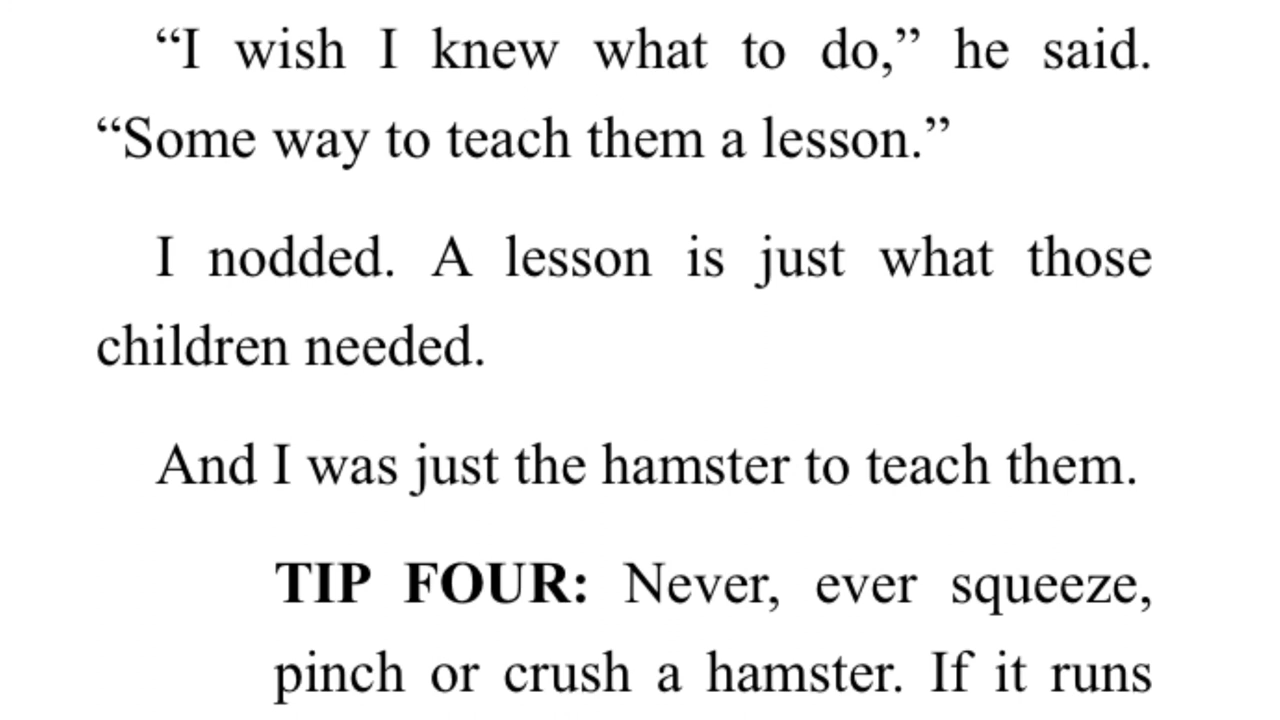 “I wish I knew what to do,” he said.
“Some way to teach them a lesson.”
I nodded. A lesson is just what those
children needed.
And I was just the hamster to teach them.
TIP FOUR: Never, ever squeeze,
pinch or crush a hamster. If it runs